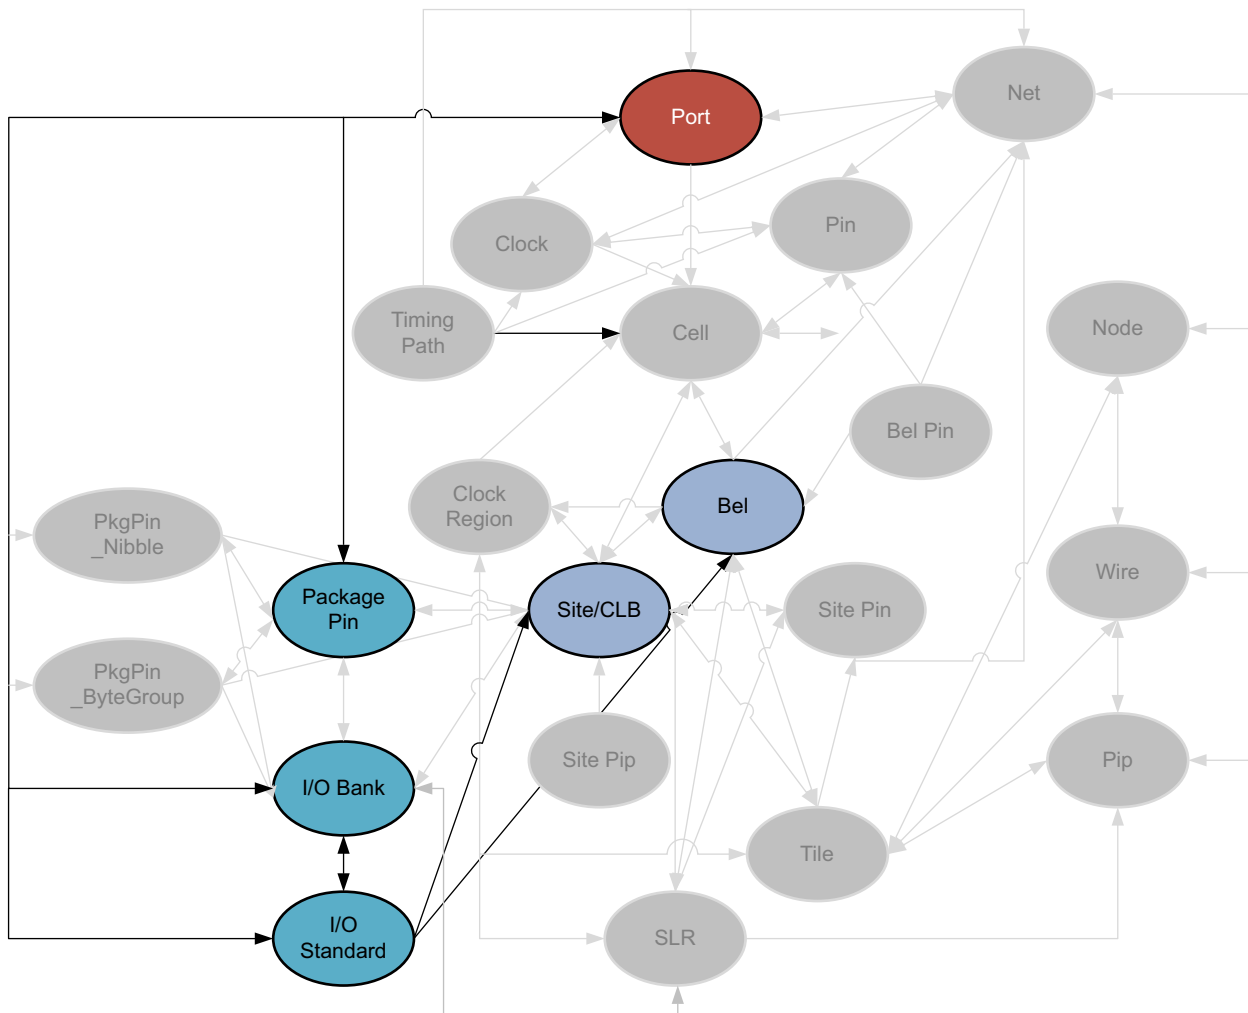 Net
Port
Pin
Clock
Timing
Path
Cell
Node
Bel Pin
Clock
Region
Bel
PkgPin
_Nibble
Wire
Package
Pin
Site/CLB
Site Pin
PkgPin
_ByteGroup
Site Pip
Pip
I/O Bank
Tile
I/O
Standard
SLR